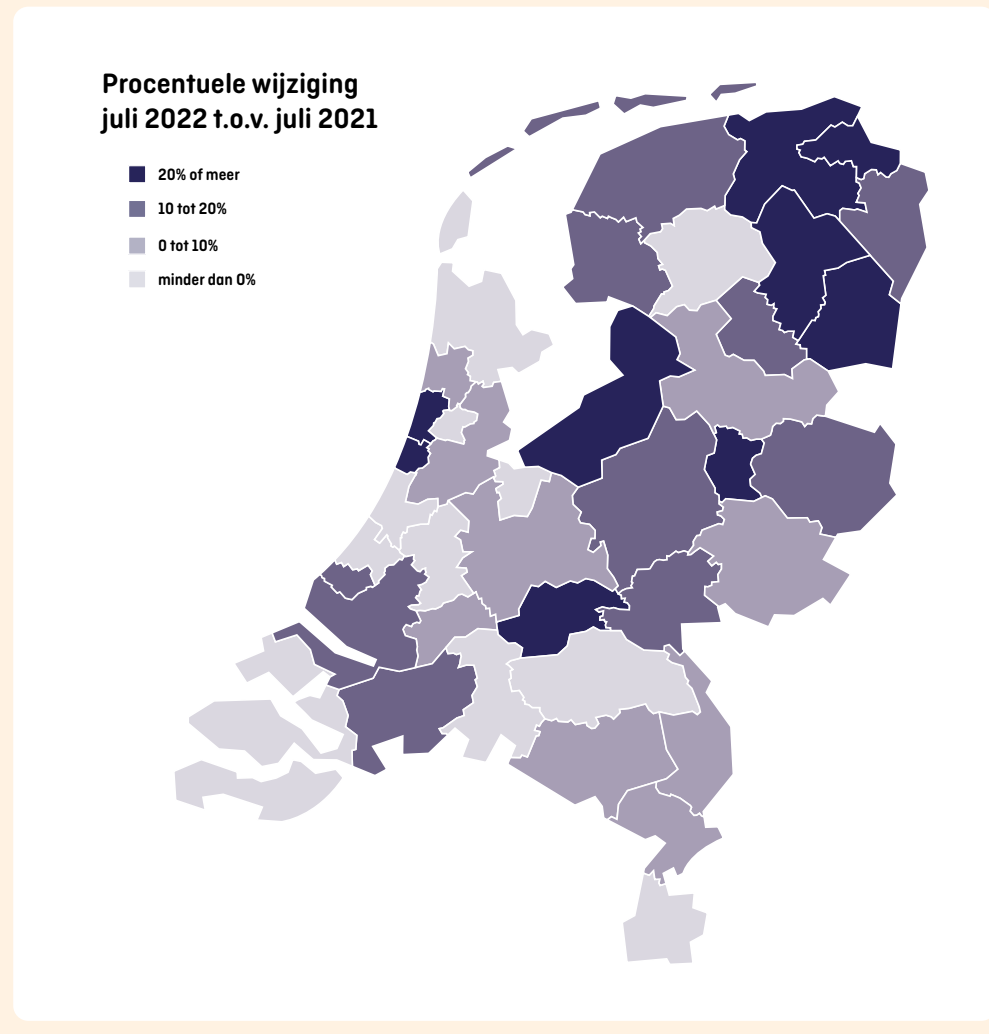 Procentuele wijziging
juli 2022 t.o.v. juli 2021
20% of meer
10 tot 20%
0 tot 10%
minder dan 0%